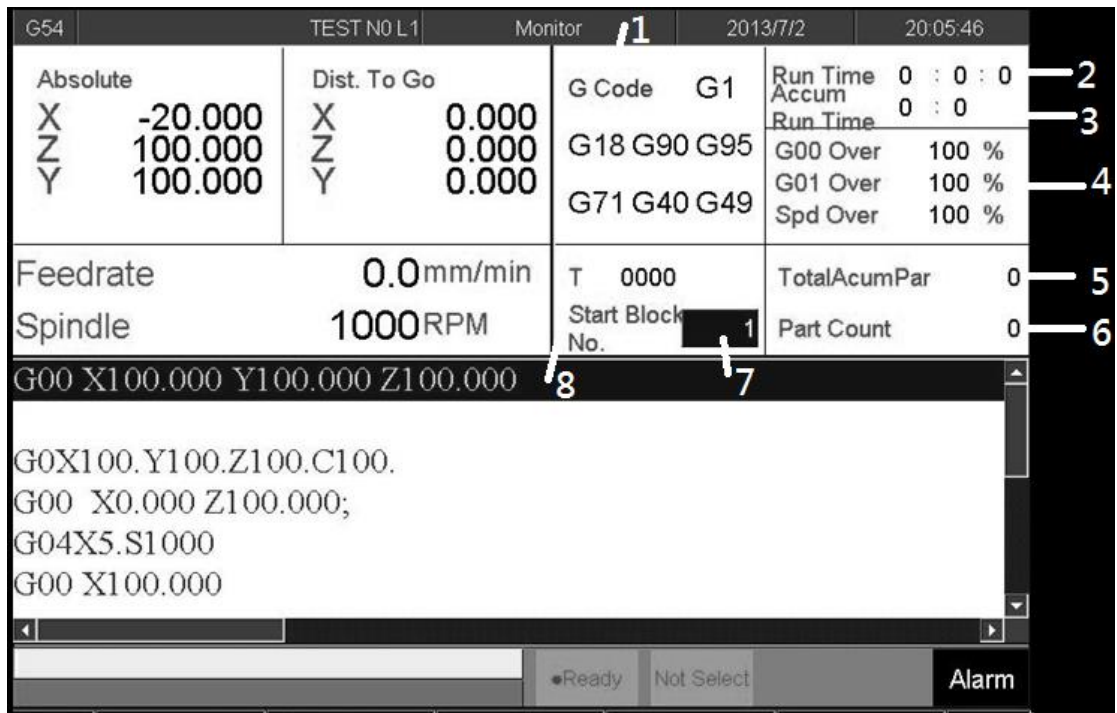 G54 TEST N0 L1 Monitor 2013/7/2 20:05:46
1
Absolute
X -20.000
Z 100.000
Y 100.000
Dist. To Go
X 0.000
Z 0.000
Y 0.000
G Code G1
G18 G90 G95
G71 G40 G49
Run Time 0 : 0 : 0
2
Accum
Run Time 0 : 0
3
G00 Over 100 %
G01 Over 100 %
4
Spd Over 100 %
Feedrate 0.0 mm/min
Spindle 1000 RPM
T 0000
Start Block
No. 1
7
TotalAcumPar 0
5
Part Count 0
6
8
G00 X100.000 Y100.000 Z100.000
G0X100.Y100.Z100.C100.
G00 X0.000 Z100.000;
G04X5.S1000
G00 X100.000
●Ready Not Select Alarm